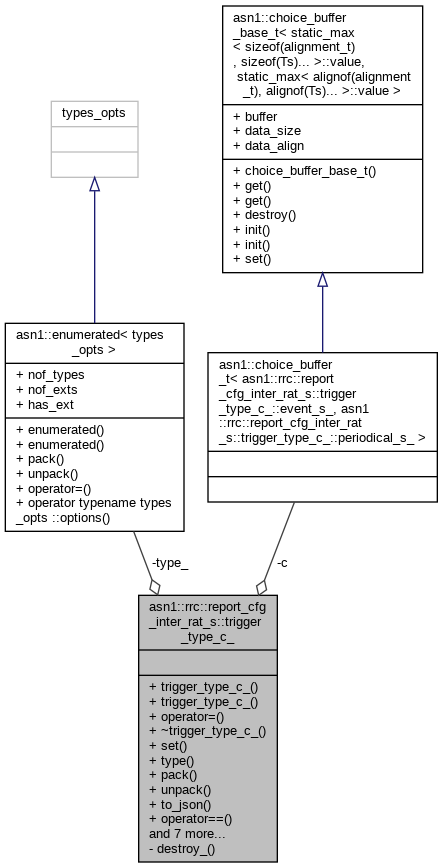 asn1::choice_buffer
_base_t< static_max
< sizeof(alignment_t)
, sizeof(Ts)... >::value,
static_max< alignof(alignment
_t), alignof(Ts)... >::value >
+ buffer
+ data_size
+ data_align
+ choice_buffer_base_t()
+ get()
+ get()
+ destroy()
+ init()
+ init()
+ set()
types_opts
asn1::enumerated< types
_opts >
+ nof_types
+ nof_exts
+ has_ext
+ enumerated()
+ enumerated()
+ pack()
+ unpack()
+ operator=()
+ operator typename types
_opts ::options()
asn1::choice_buffer
_t< asn1::rrc::report
_cfg_inter_rat_s::trigger
_type_c_::event_s_, asn1
::rrc::report_cfg_inter_rat
_s::trigger_type_c_::periodical_s_ >
-type_
-c
asn1::rrc::report_cfg
_inter_rat_s::trigger
_type_c_
+ trigger_type_c_()
+ trigger_type_c_()
+ operator=()
+ ~trigger_type_c_()
+ set()
+ type()
+ pack()
+ unpack()
+ to_json()
+ operator==()
and 7 more...
- destroy_()